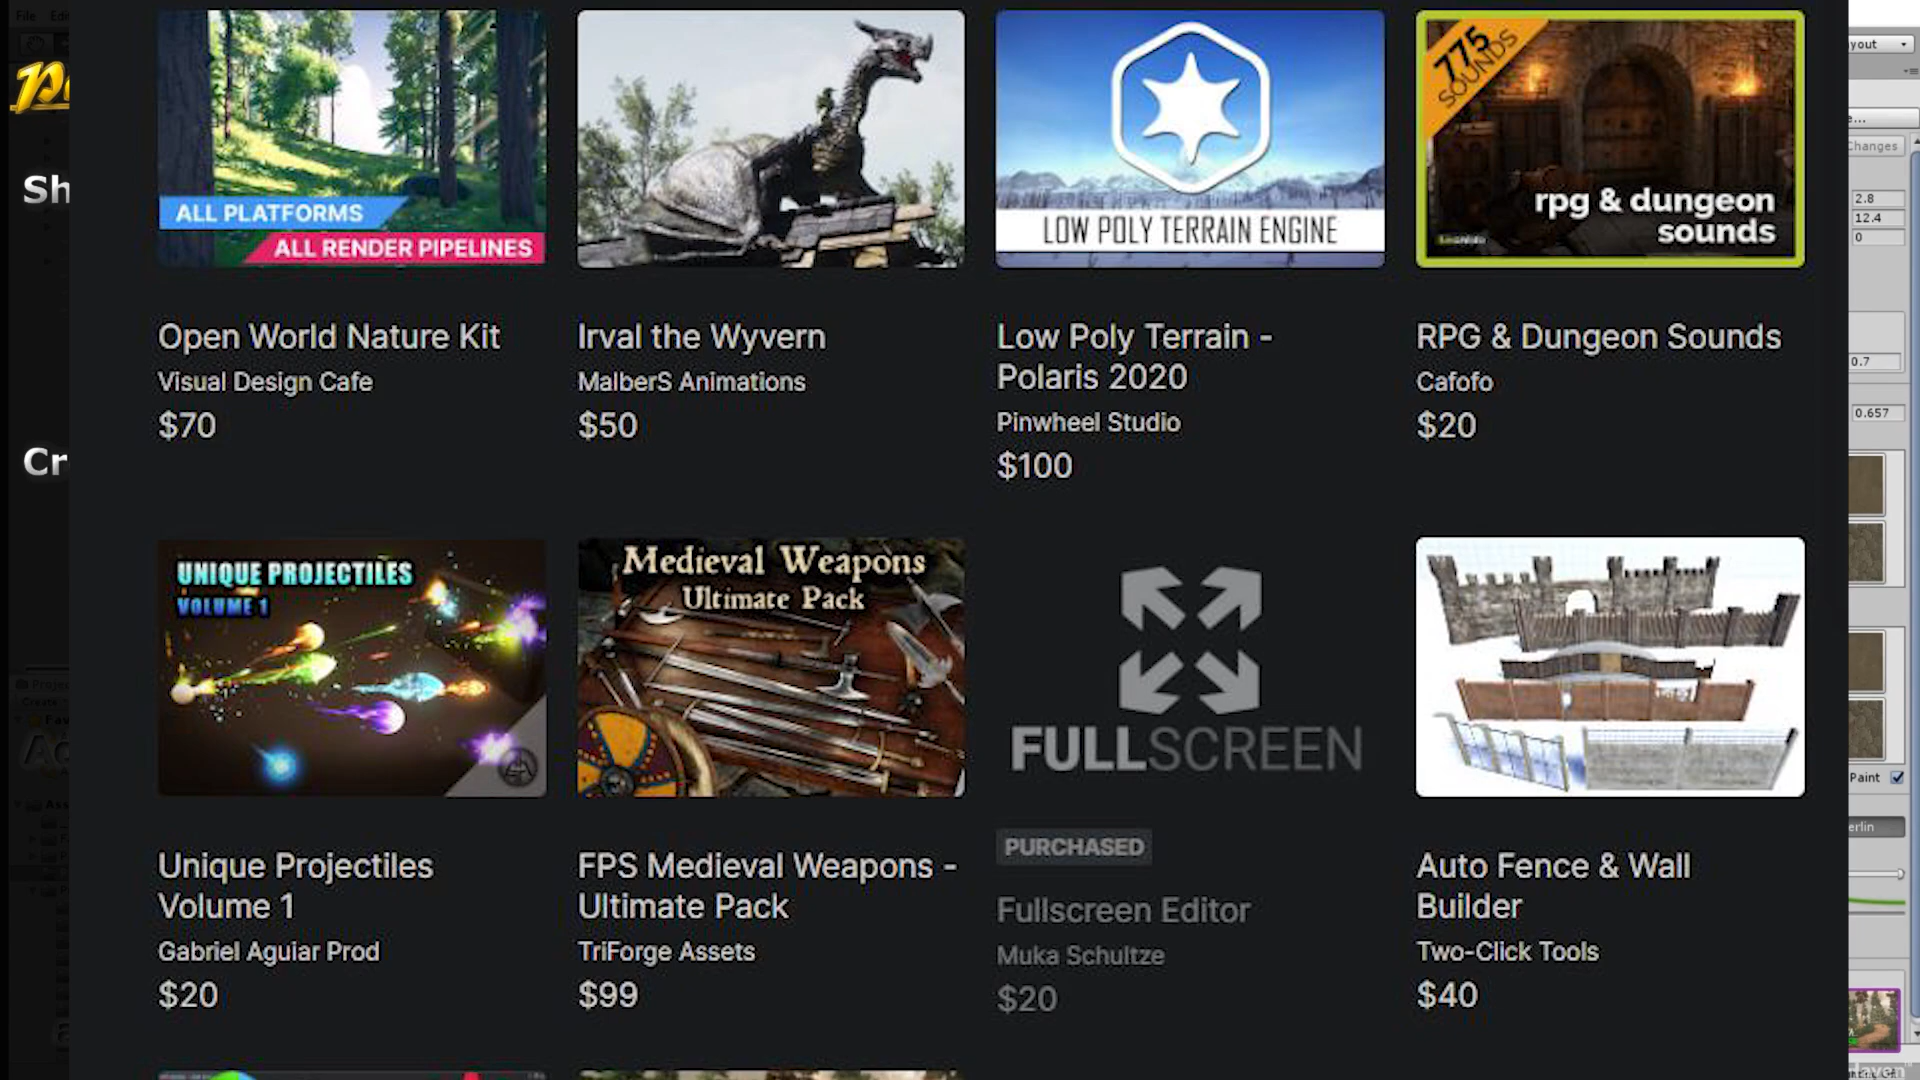 File
Sh
Cr
ALL PLATFORMS
ALL RENDER PIPELINES
LOW POLY TERRAIN ENGINE
775
SOUNDS
rpg & dungeon
sounds
Open World Nature Kit
Visual Design Cafe
$70
Irval the Wyvern
MalberS Animations
$50
Low Poly Terrain -
Polaris 2020
Pinwheel Studio
$100
RPG & Dungeon Sounds
Cafofo
$20
UNIQUE PROJECTILES
VOLUME 1
Medieval Weapons
Ultimate Pack
FULLSCREEN
Unique Projectiles
Volume 1
Gabriel Aguiar Prod
$20
FPS Medieval Weapons -
Ultimate Pack
TriForge Assets
$99
PURCHASED
Fullscreen Editor
Muka Schultze
$20
Auto Fence & Wall
Builder
Two-Click Tools
$40
yout
e...
Changes
2.8
12.4
0
0.7
0.657
Paint
erlin